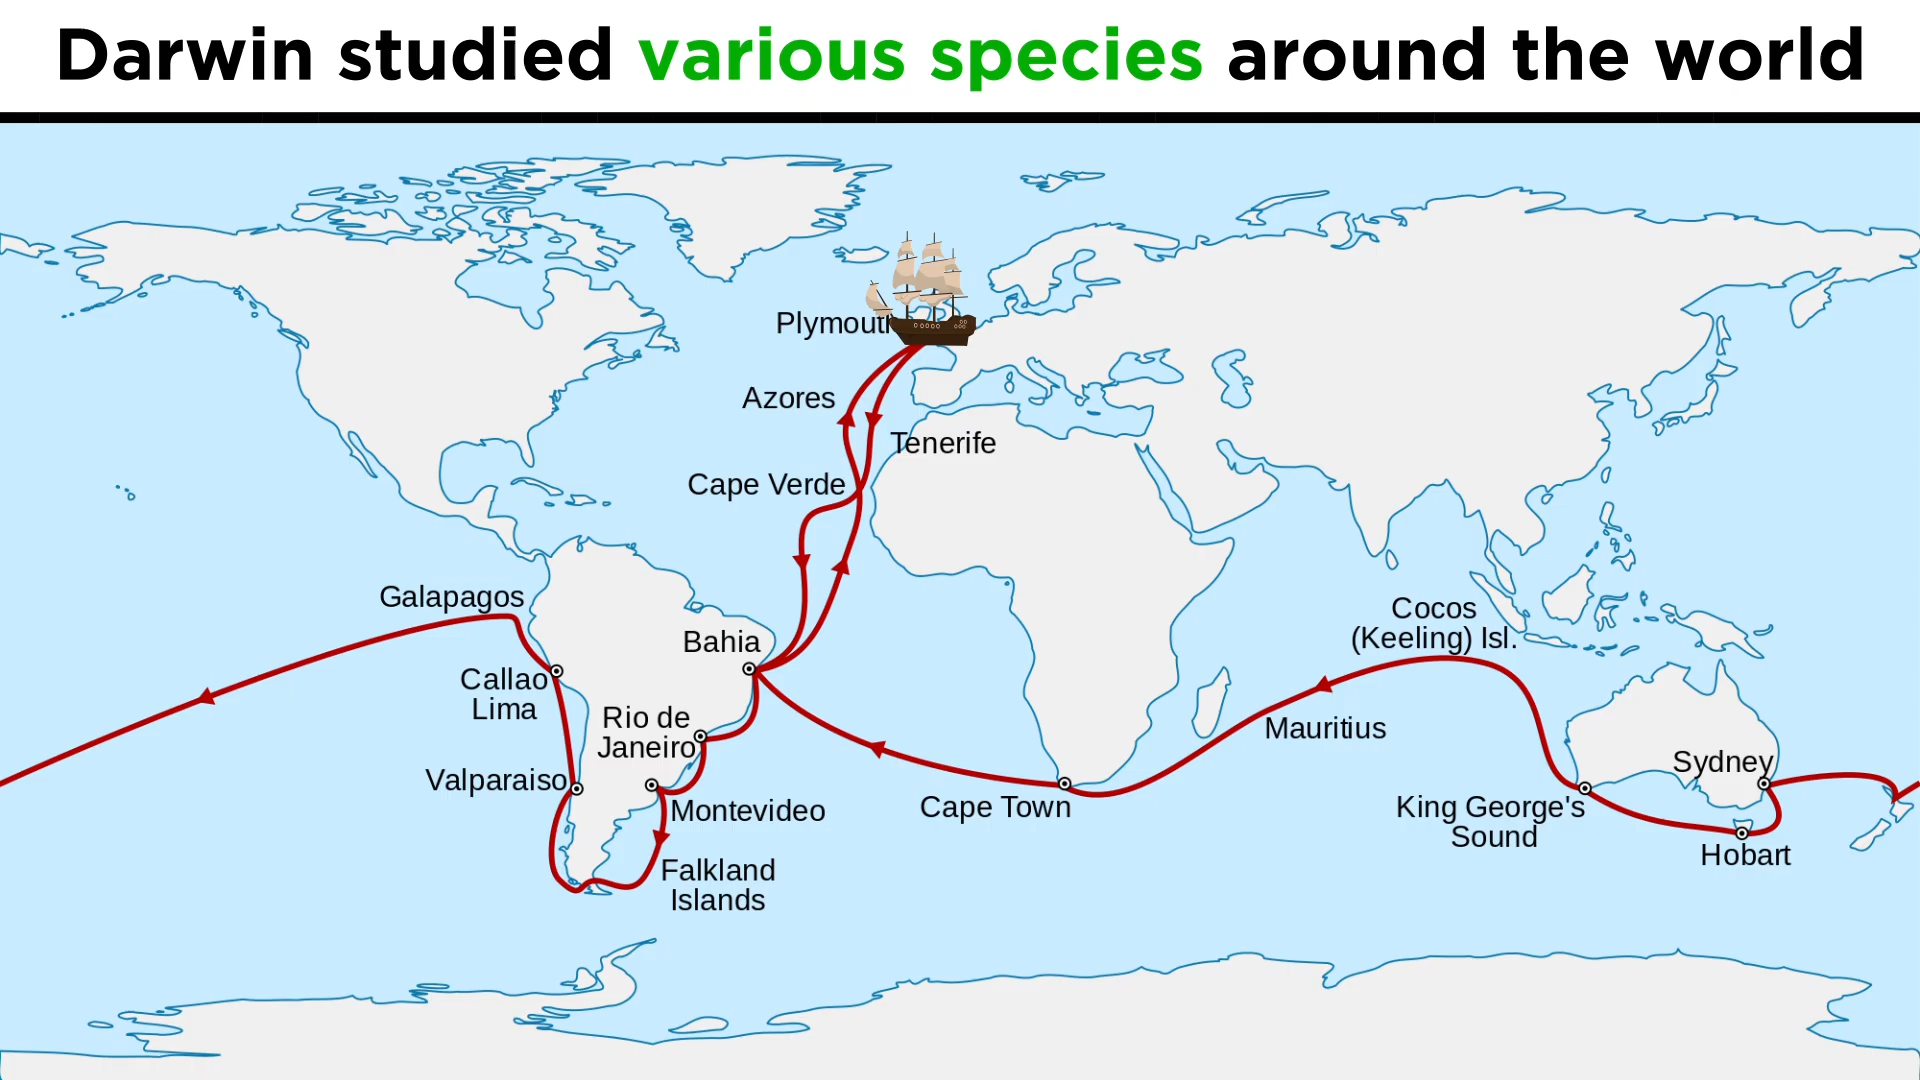 Darwin studied various species around the world
Azores
Tenerife
Cape Verde
Galapagos
Cocos
(Keeling) Isl.
Bahia
Callao
Lima
Rio de
Janeiro
Mauritius
Sydney
Valparaiso
Montevideo
Cape Town
King George's
Sound
Hobart
Falkland
Islands